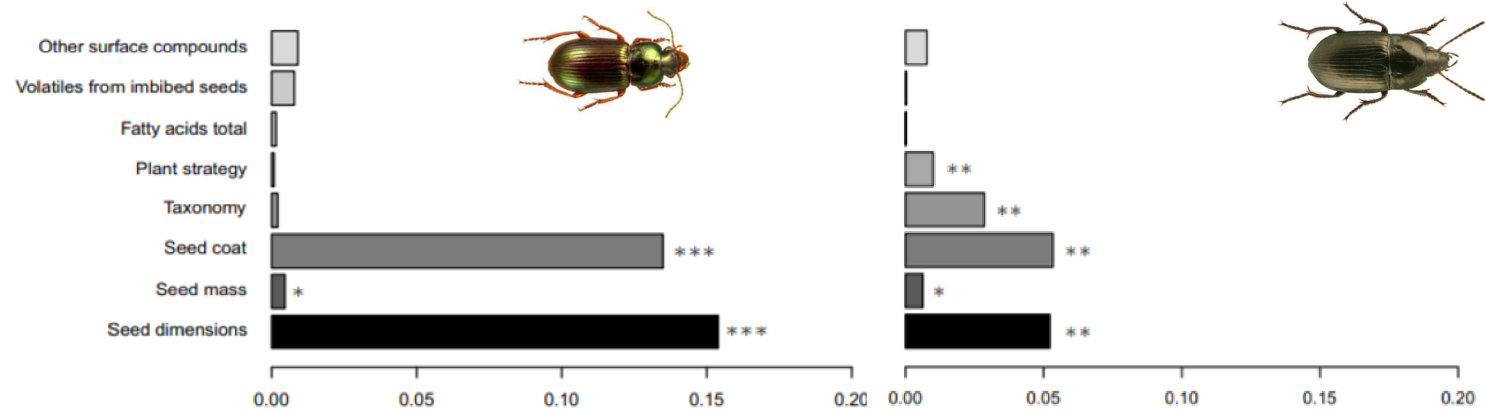 Other surface compounds
Volatiles from imbibed seeds
Fatty acids total
Plant strategy
**
Taxonomy
**
Seed coat
***
**
Seed mass
*
*
Seed dimensions
***
**
0.00 0.05 0.10 0.15 0.20
0.00 0.05 0.10 0.15 0.20